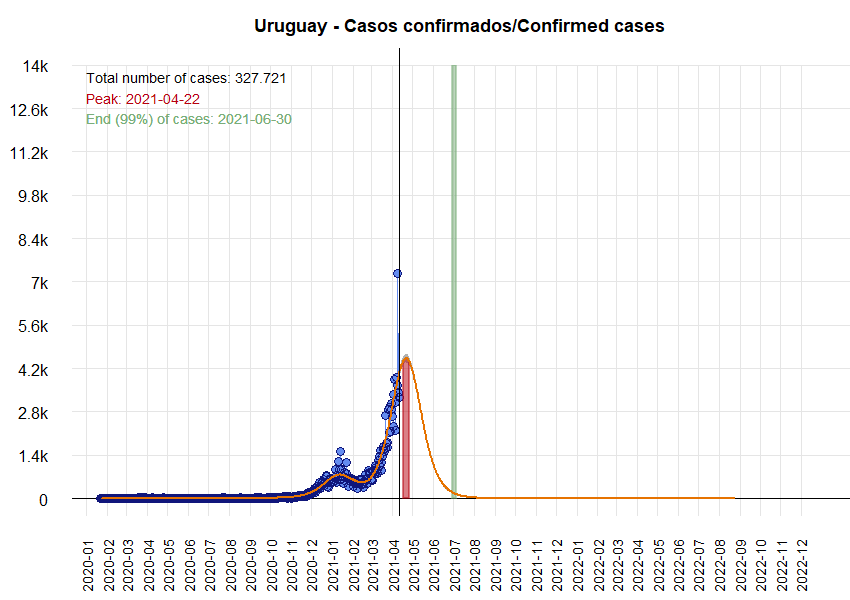 Uruguay - Casos confirmados/Confirmed cases
14k
12.6k
11.2k
9.8k
8.4k
7k
5.6k
4.2k
2.8k
1.4k
0
Total number of cases: 327.721
Peak: 2021-04-22
End (99%) of cases: 2021-06-30
2020-01
2020-02
2020-03
2020-04
2020-05
2020-06
2020-07
2020-08
2020-09
2020-10
2020-11
2020-12
2021-01
2021-02
2021-03
2021-04
2021-05
2021-06
2021-07
2021-08
2021-09
2021-10
2021-11
2021-12
2022-01
2022-02
2022-03
2022-04
2022-05
2022-06
2022-07
2022-08
2022-09
2022-10
2022-11
2022-12